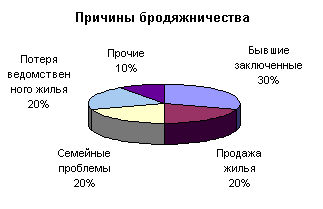 Причины бродяжничества
Потеря
ведомствен
ного жилья
20%
Прочие
10%
Бывшие
заключенные
30%
Семейные
проблемы
20%
Продажа
жилья
20%